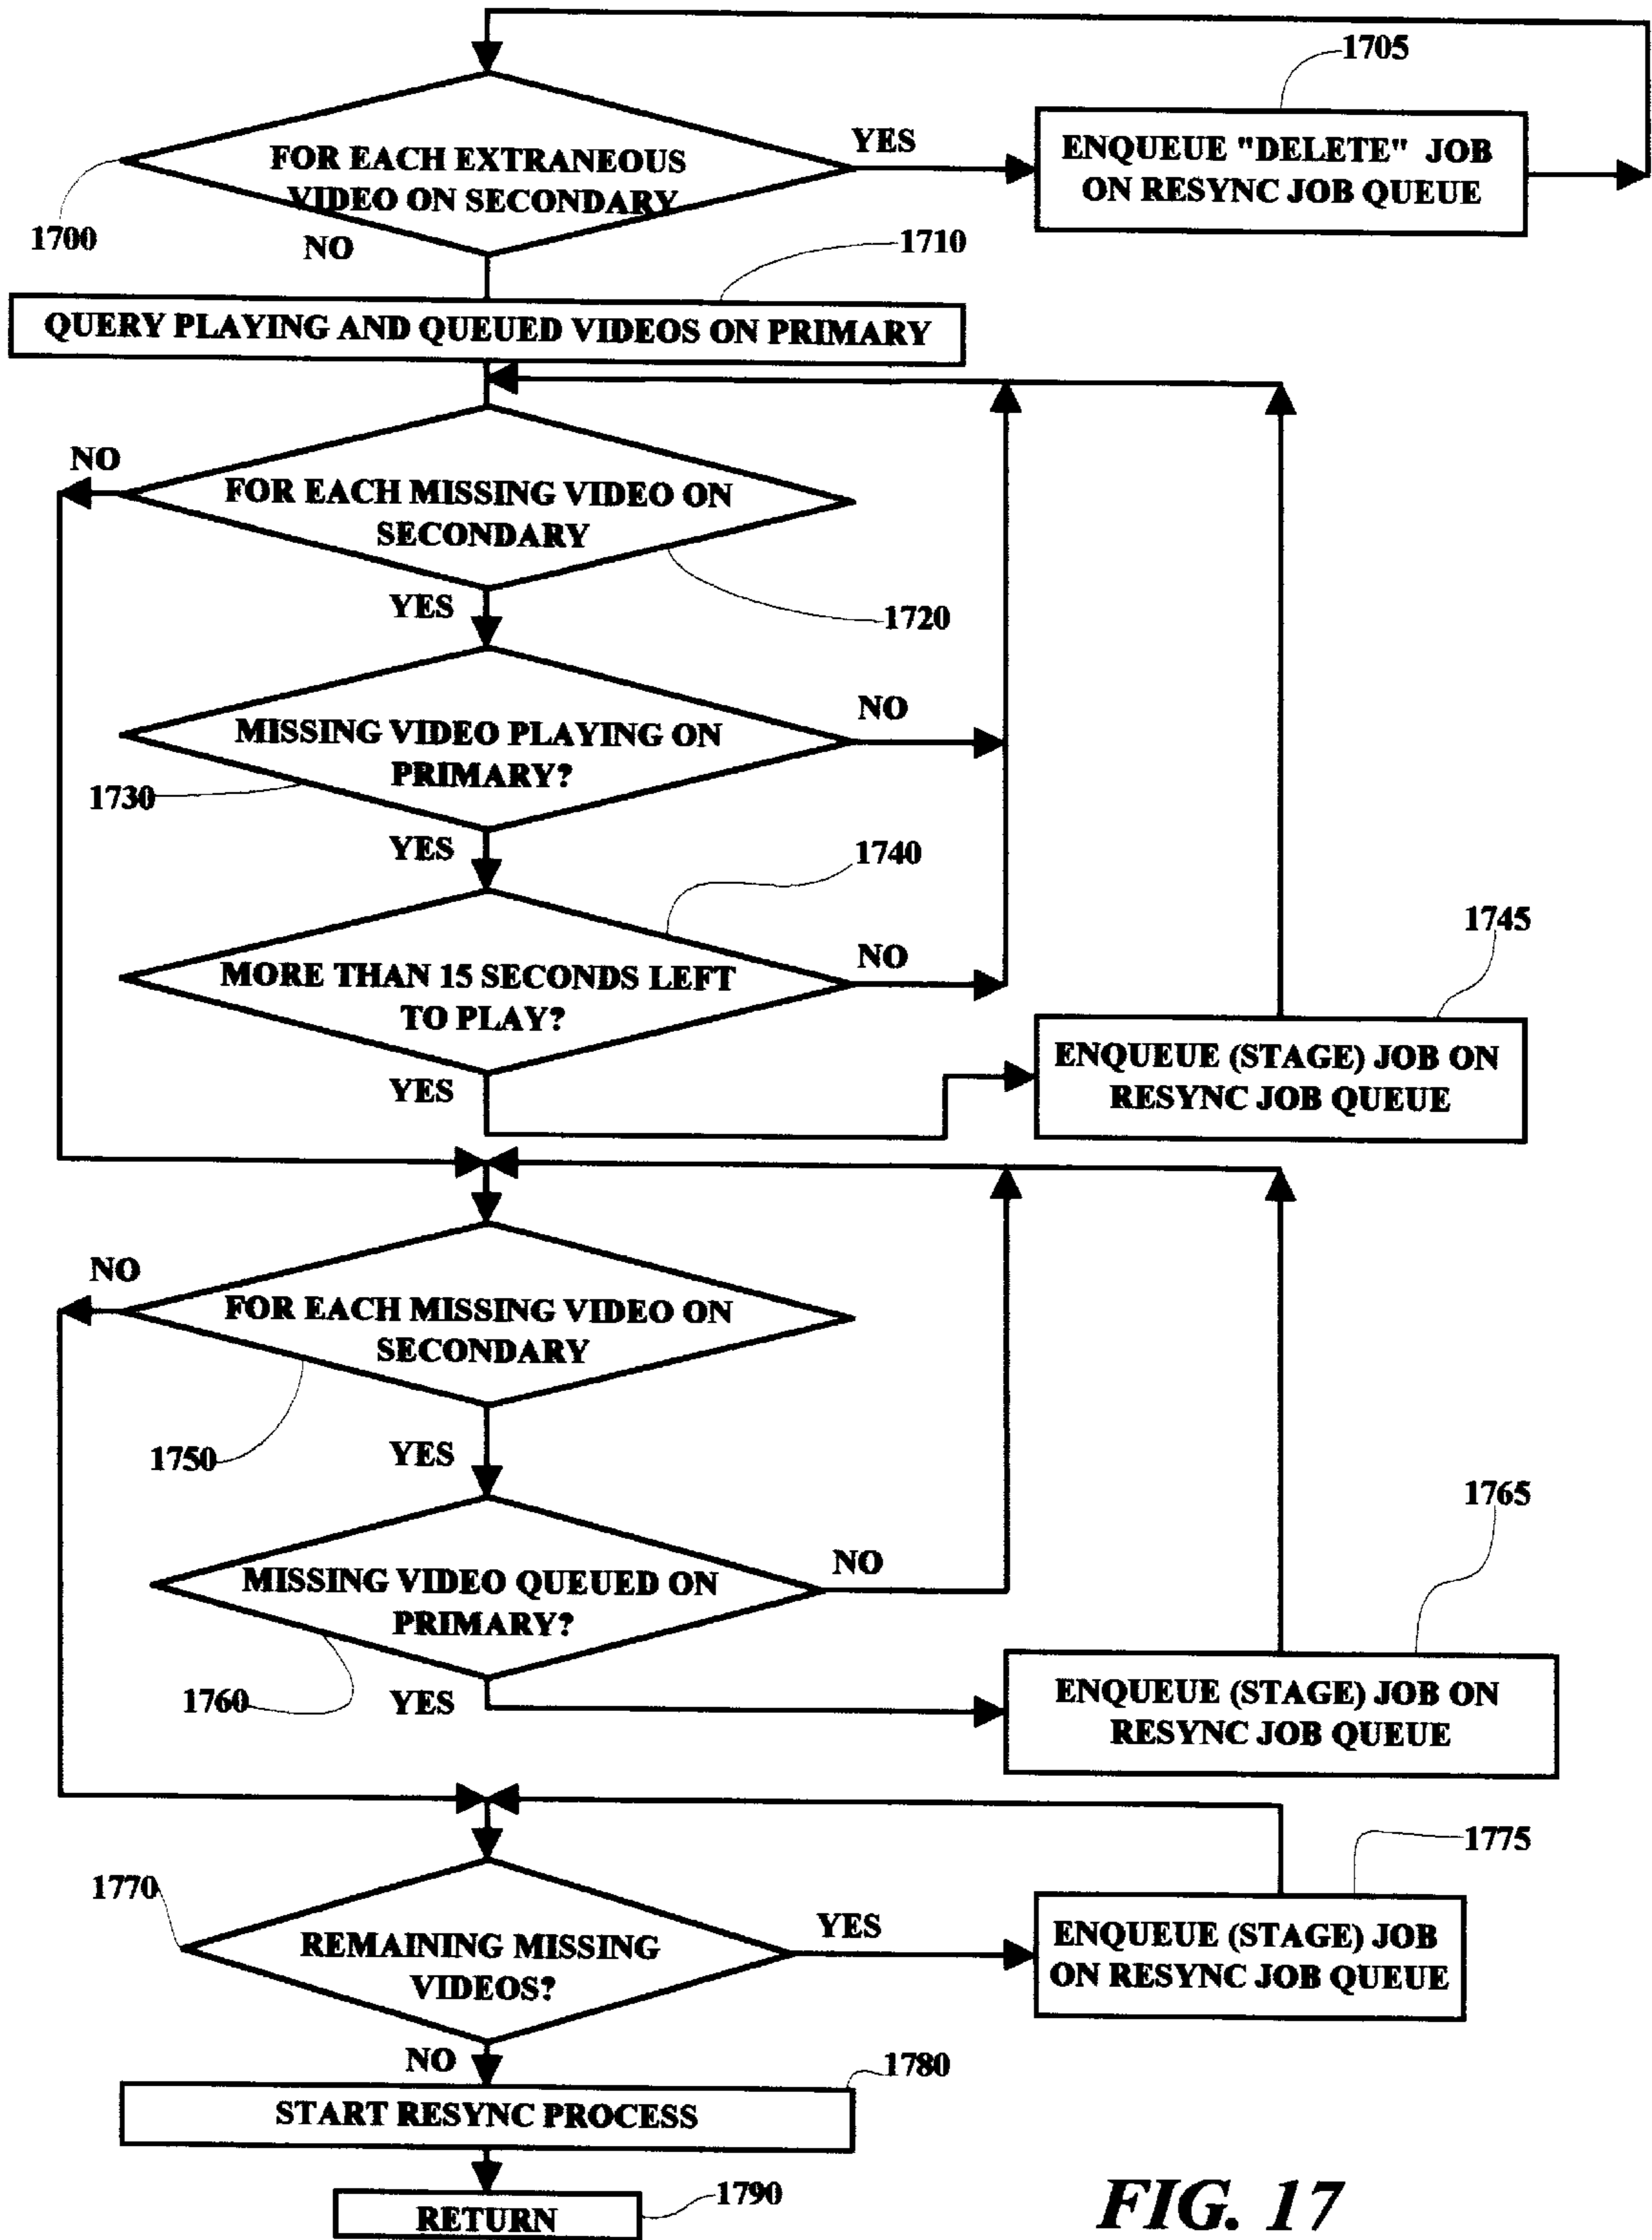 1705
YES
ENQUEUE "DELETE" JOB
ON RESYNC JOB QUEUE
FOR EACH EXTRANEOUS
VIDEO ON SECONDARY
1700
NO
1710
QUERY PLAYING AND QUEUED VIDEOS ON PRIMARY
NO
FOR EACH MISSING VIDEO ON
SECONDARY
YES
1720
NO
MISSING VIDEO PLAYING ON
PRIMARY?
1730
YES
1740
1745
NO
MORE THAN 15 SECONDS LEFT
TO PLAY?
ENQUEUE (STAGE) JOB ON
RESYNC JOB QUEUE
YES
NO
FOR EACH MISSING VIDEO ON
SECONDARY
1750
YES
1765
NO
MISSING VIDEO QUEUED ON
PRIMARY?
1760
YES
ENQUEUE (STAGE) JOB ON
RESYNC JOB QUEUE
1775
1770
YES
REMAINING MISSING
VIDEOS?
ENQUEUE (STAGE) JOB
ON RESYNC JOB QUEUE
NO
1780
START RESYNC PROCESS
1790
RETURN
FIG. 17